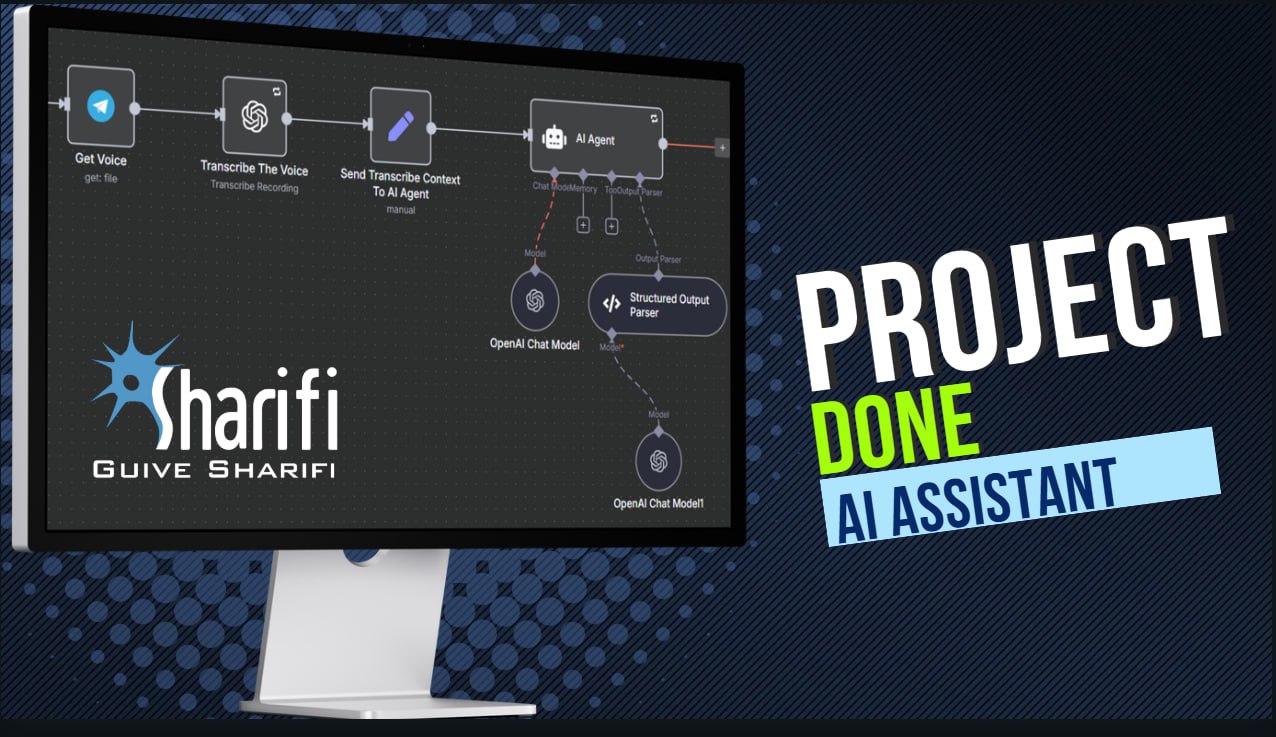 Get Voice
get: file
Transcribe The Voice
Transcribe Recording
Send Transcribe Context
To AI Agent
manual
AI Agent
Chat Model
Memory
Tool
Output Parser
Model
Output Parser
OpenAI Chat Model
Structured Output
Parser
Model*
Model
OpenAI Chat Model1
Sharifi
GUIVE SHARIFI
PROJECT
DONE
AI ASSISTANT